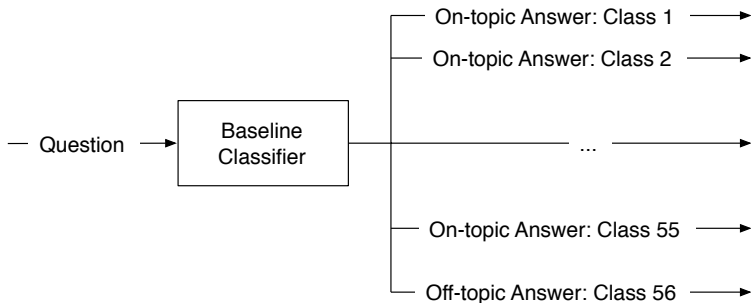 On-topic Answer: Class 1
On-topic Answer: Class 2
Question
Baseline
Classifier
...
On-topic Answer: Class 55
Off-topic Answer: Class 56